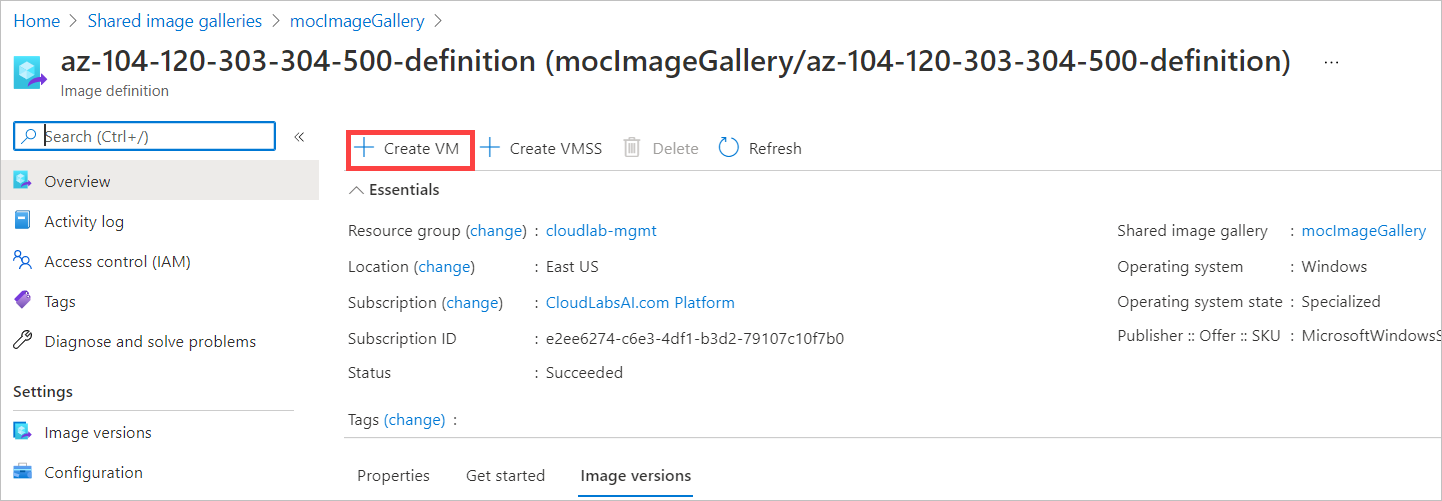 Home > Shared image galleries > mocImageGallery >
az-104-120-303-304-500-definition (mocImageGallery/az-104-120-303-304-500-definition) ...
Image definition
Search (Ctrl+/) «
+ Create VM + Create VMSS Delete Refresh
Overview
Activity log
Access control (IAM)
Tags
Diagnose and solve problems
Settings
Image versions
Configuration
Essentials
Resource group (change) : cloudlab-mgmt
Location (change) : East US
Subscription (change) : CloudLabsAI.com Platform
Subscription ID : e2ee6274-c6e3-4df1-b3d2-79107c10f7b0
Status : Succeeded
Shared image gallery : mocImageGallery
Operating system : Windows
Operating system state : Specialized
Publisher :: Offer :: SKU : MicrosoftWindowsS
Tags (change) :
Properties Get started Image versions